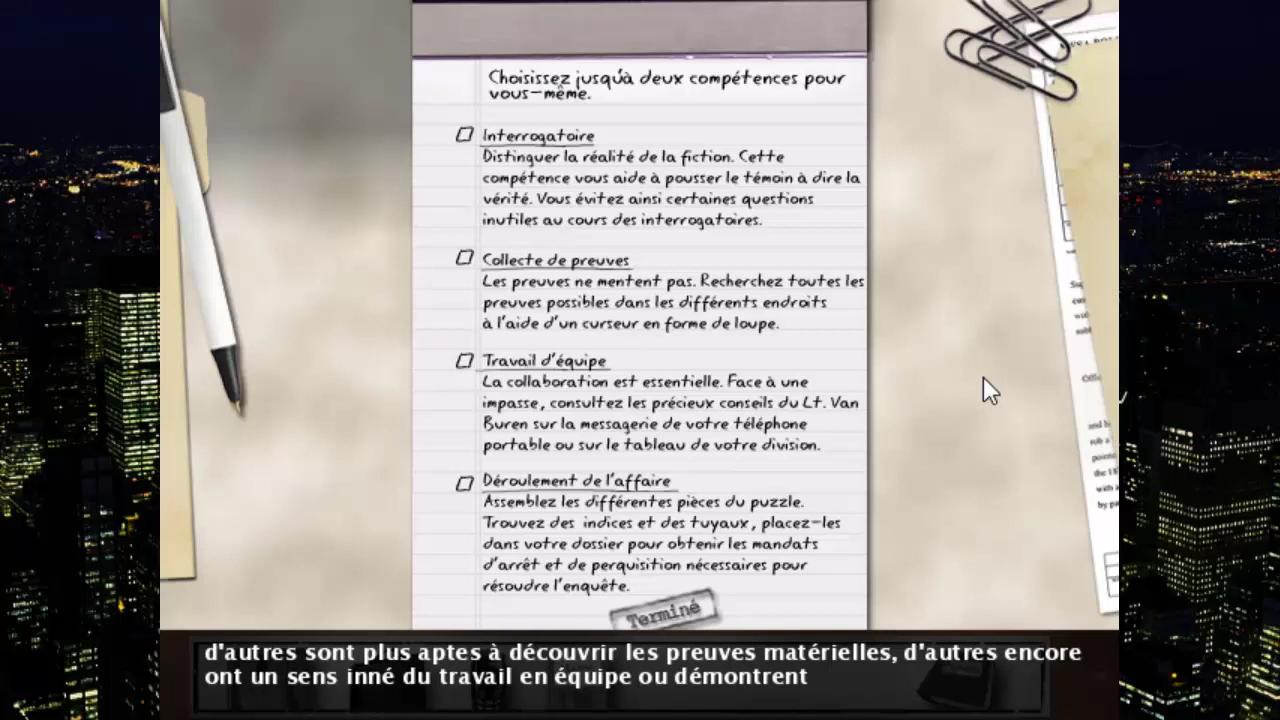 Choisissez jusqu'à deux compétences pour
vous-même.
Interrogatoire
Distinguer la réalité de la fiction. Cette
compétence vous aide à pousser le témoin à dire la
vérité. Vous évitez ainsi certaines questions
inutiles au cours des interrogatoires.
Collecte de preuves
Les preuves ne mentent pas. Recherchez toutes les
preuves possibles dans les différents endroits
à l'aide d'un curseur en forme de loupe.
Travail d'équipe
La collaboration est essentielle. Face à une
impasse, consultez les précieux conseils du Lt. Van
Buren sur la messagerie de votre téléphone
portable ou sur le tableau de votre division.
Déroulement de l'affaire
Assemblez les différentes pièces du puzzle.
Trouvez des indices et des tuyaux, placez-les
dans votre dossier pour obtenir les mandats
d'arrêt et de perquisition nécessaires pour
résoudre l'enquête.
Terminé
d'autres sont plus aptes à découvrir les preuves matérielles, d'autres encore
ont un sens inné du travail en équipe ou démontrent